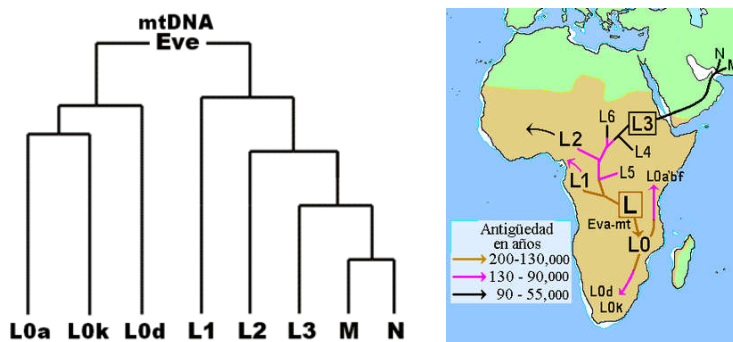 mtDNA
Eve
L0a L0k L0d L1 L2 L3 M N
N
M
L6
L3
L2
L4
L5
L0a'b'f
L1
L
Eva-mt
L0
Antigüedad
en años
200-130,000
130 - 90,000
90 - 55,000
L0d
L0k